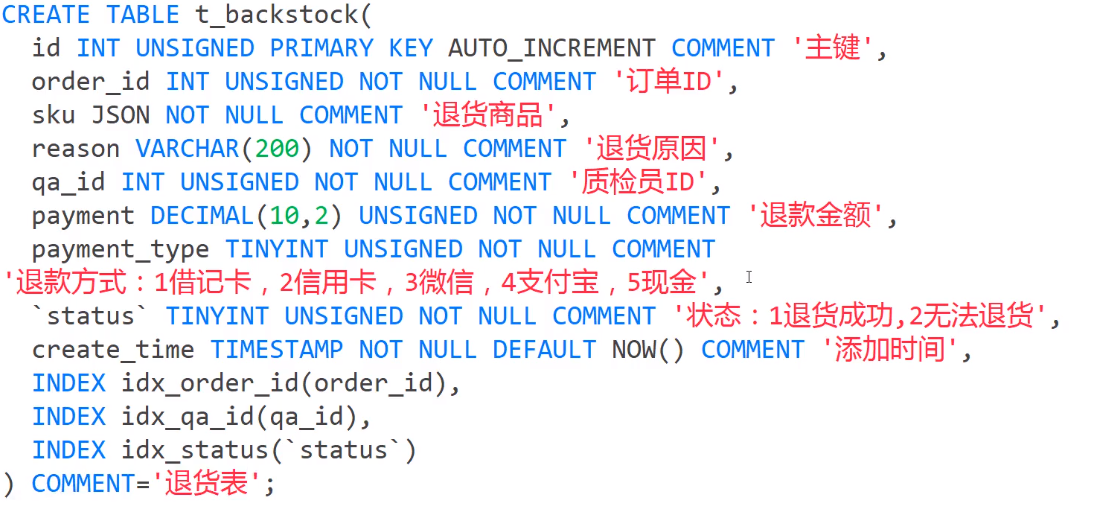 CREATE TABLE t_backstock(
  id INT UNSIGNED PRIMARY KEY AUTO_INCREMENT COMMENT '主键',
  order_id INT UNSIGNED NOT NULL COMMENT '订单ID',
  sku JSON NOT NULL COMMENT '退货商品',
  reason VARCHAR(200) NOT NULL COMMENT '退货原因',
  qa_id INT UNSIGNED NOT NULL COMMENT '质检员ID',
  payment DECIMAL(10,2) UNSIGNED NOT NULL COMMENT '退款金额',
  payment_type TINYINT UNSIGNED NOT NULL COMMENT
'退款方式：1借记卡，2信用卡，3微信，4支付宝，5现金',
  `status` TINYINT UNSIGNED NOT NULL COMMENT '状态：1退货成功,2无法退货',
  create_time TIMESTAMP NOT NULL DEFAULT NOW() COMMENT '添加时间',
  INDEX idx_order_id(order_id),
  INDEX idx_qa_id(qa_id),
  INDEX idx_status(`status`)
) COMMENT='退货表';